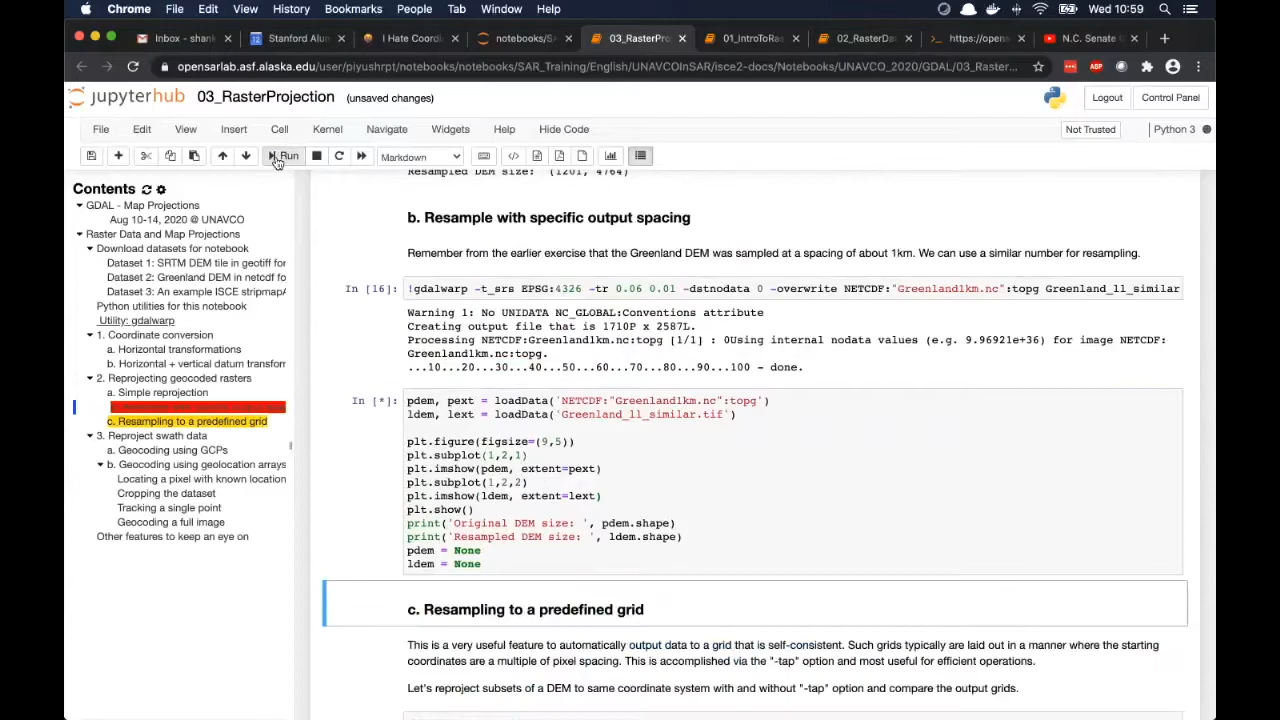 Chrome File Edit View History Bookmarks People Tab Window Help Wed 10:59
Inbox - shank Stanford Alum I Hate Coordi notebooks/SA 03_RasterProj 01_IntroToRas 02_RasterDat https://opens N.C. Senate
opensarlab.asf.alaska.edu/user/piyushrpt/notebooks/notebooks/SAR_Training/English/UNAVCOInSAR/isce2-docs/Notebooks/UNAVCO_2020/GDAL/03_Raster...
jupyterhub 03_RasterProjection (unsaved changes) Logout Control Panel
File Edit View Insert Cell Kernel Navigate Widgets Help Hide Code Not Trusted Python 3
Run Markdown
Contents
GDAL - Map Projections
Aug 10-14, 2020 @ UNAVCO
Raster Data and Map Projections
Download datasets for notebook
Dataset 1: SRTM DEM tile in geotiff for
Dataset 2: Greenland DEM in netcdf fo
Dataset 3: An example ISCE stripmapA
Python utilities for this notebook
Utility: gdalwarp
1. Coordinate conversion
a. Horizontal transformations
b. Horizontal + vertical datum transforn
2. Reprojecting geocoded rasters
a. Simple reprojection
c. Resampling to a predefined grid
3. Reproject swath data
a. Geocoding using GCPs
b. Geocoding using geolocation arrays
Locating a pixel with known location
Cropping the dataset
Tracking a single point
Geocoding a full image
Other features to keep an eye on
Resampled DEM size: (1201, 4764)
b. Resample with specific output spacing
Remember from the earlier exercise that the Greenland DEM was sampled at a spacing of about 1km. We can use a similar number for resampling.
In [16]: !gdalwarp -t_srs EPSG:4326 -tr 0.06 0.01 -dstnodata 0 -overwrite NETCDF:"Greenland1km.nc":topg Greenland_ll_similar
Warning 1: No UNIDATA NC_GLOBAL:Conventions attribute
Creating output file that is 1710P x 2587L.
Processing NETCDF:Greenland1km.nc:topg [1/1] : 0Using internal nodata values (e.g. 9.96921e+36) for image NETCDF:
Greenland1km.nc:topg.
...10...20...30...40...50...60...70...80...90...100 - done.
In [*]: pdem, pext = loadData('NETCDF:"Greenland1km.nc":topg')
ldem, lext = loadData('Greenland_ll_similar.tif')
plt.figure(figsize=(9,5))
plt.subplot(1,2,1)
plt.imshow(pdem, extent=pext)
plt.subplot(1,2,2)
plt.imshow(ldem, extent=lext)
plt.show()
print('Original DEM size: ', pdem.shape)
print('Resampled DEM size: ', ldem.shape)
pdem = None
ldem = None
c. Resampling to a predefined grid
This is a very useful feature to automatically output data to a grid that is self-consistent. Such grids typically are laid out in a manner where the starting
coordinates are a multiple of pixel spacing. This is accomplished via the "-tap" option and most useful for efficient operations.
Let's reproject subsets of a DEM to same coordinate system with and without "-tap" option and compare the output grids.